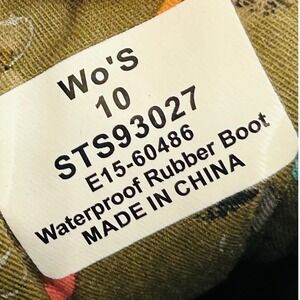 Wo'S
10
STS93027
E15-60486
Waterproof Rubber Boot
MADE IN CHINA